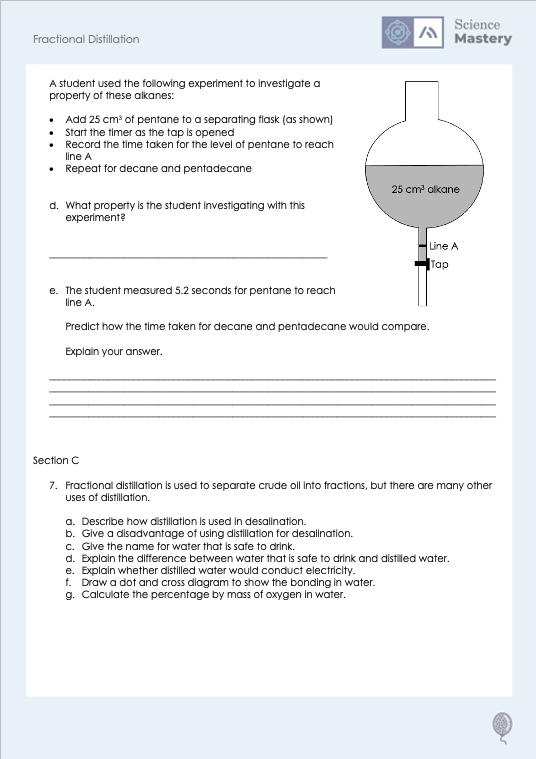 Fractional Distillation
Science
Mastery
A student used the following experiment to investigate a
property of these alkanes:
• Add 25 cm³ of pentane to a separating flask (as shown)
• Start the timer as the tap is opened
• Record the time taken for the level of pentane to reach
line A
• Repeat for decane and pentadecane
25 cm³ alkane
Line A
Tap
d. What property is the student investigating with this
experiment?
e. The student measured 5.2 seconds for pentane to reach
line A.
Predict how the time taken for decane and pentadecane would compare.
Explain your answer.
Section C
7. Fractional distillation is used to separate crude oil into fractions, but there are many other
uses of distillation.
a. Describe how distillation is used in desalination.
b. Give a disadvantage of using distillation for desalination.
c. Give the name for water that is safe to drink.
d. Explain the difference between water that is safe to drink and distilled water.
e. Explain whether distilled water would conduct electricity.
f. Draw a dot and cross diagram to show the bonding in water.
g. Calculate the percentage by mass of oxygen in water.